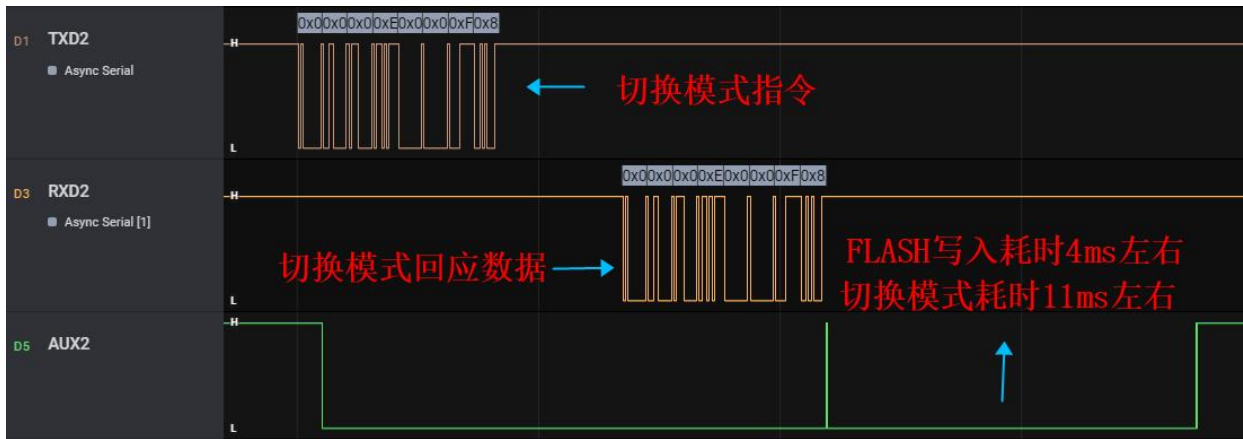 0x00x00x00xE0x00x00xF0x8
D1 TXD2
H
Async Serial
切换模式指令
L
0x00x00x00xE0x00x00xF0x8
D3 RXD2
H
Async Serial [1]
切换模式回应数据
FLASH写入耗时4ms左右
切换模式耗时11ms左右
L
H
D5 AUX2
L